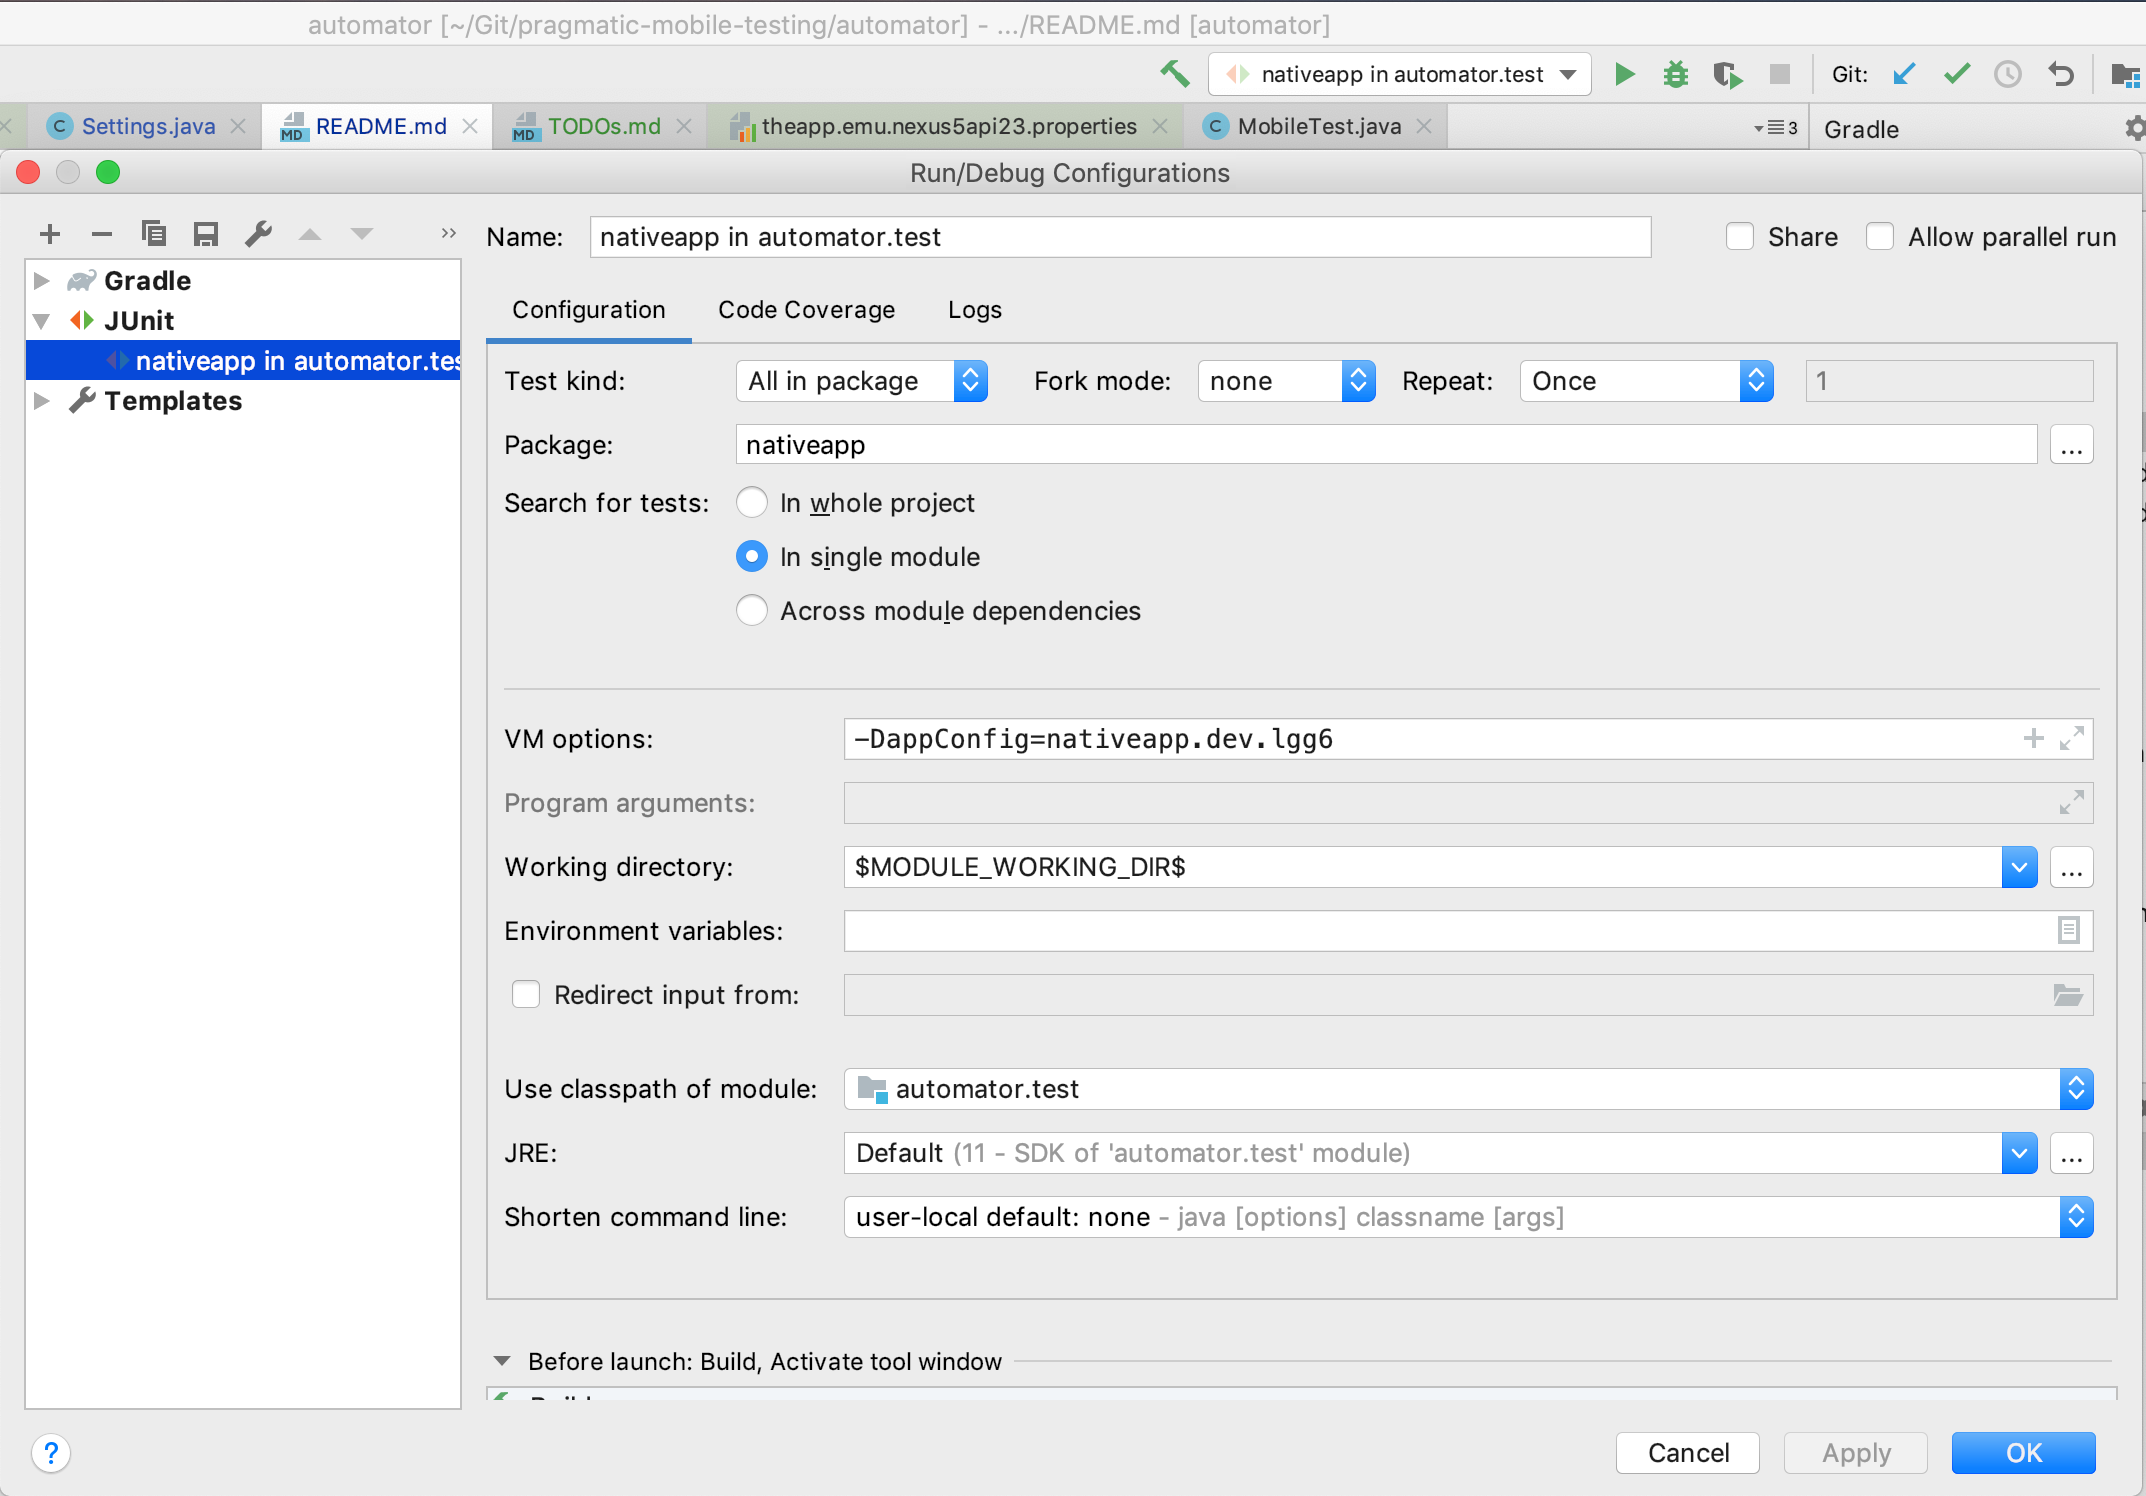 automator [~/Git/pragmatic-mobile-testing/automator] - .../README.md [automator]
nativeapp in automator.test
Git:
Settings.java
MD README.md
MD TODOs.md
theapp.emu.nexus5api23.properties
C MobileTest.java
3
Gradle
Run/Debug Configurations
Name: nativeapp in automator.test
Share
Allow parallel run
Gradle
JUnit
nativeapp in automator.tes
Templates
Configuration
Code Coverage
Logs
Test kind: All in package
Fork mode: none
Repeat: Once
1
Package: nativeapp
...
Search for tests:
In whole project
In single module
Across module dependencies
VM options: -DappConfig=nativeapp.dev.lgg6
Program arguments:
Working directory: $MODULE_WORKING_DIR$
...
Environment variables:
Redirect input from:
Use classpath of module: automator.test
JRE: Default (11 - SDK of 'automator.test' module)
...
Shorten command line: user-local default: none - java [options] classname [args]
Before launch: Build, Activate tool window
?
Cancel
Apply
OK